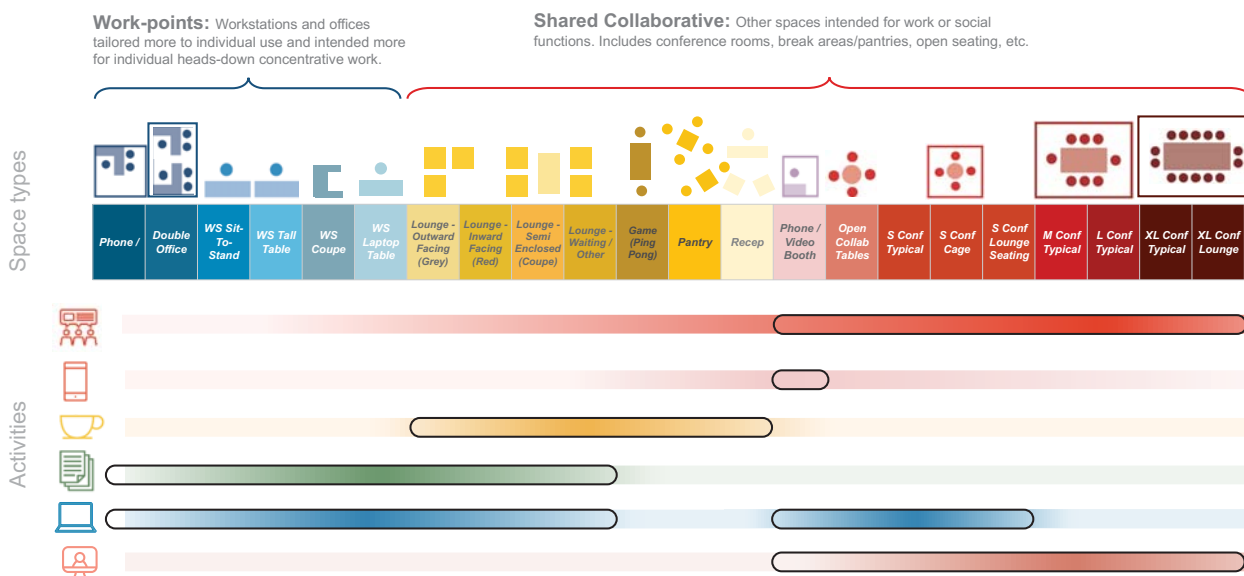 Work-points: Workstations and offices
tailored more to individual use and intended more
for individual heads-down concentrative work.
Shared Collaborative: Other spaces intended for work or social
functions. Includes conference rooms, break areas/pantries, open seating, etc.
Space types
Phone /
Double
Office
WS Sit-
To-
Stand
WS Tall
Table
WS
Coupe
WS
Laptop
Table
Lounge -
Outward
Facing
(Grey)
Lounge -
Inward
Facing
(Red)
Lounge -
Semi
Enclosed
(Coupe)
Lounge -
Waiting /
Other
Game
(Ping
Pong)
Pantry
Recep
Phone /
Video
Booth
Open
Collab
Tables
S Conf
Typical
S Conf
Cage
S Conf
Lounge
Seating
M Conf
Typical
L Conf
Typical
XL Conf
Typical
XL Conf
Lounge
Activities